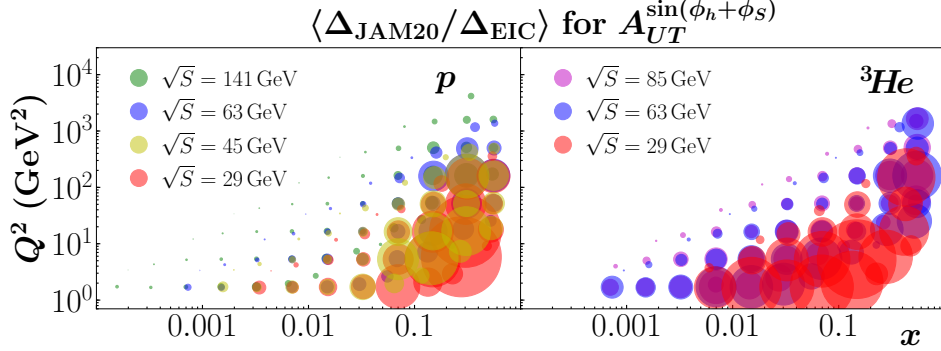 ⟨Δ_JAM20/Δ_EIC⟩ for A_UT^sin(ϕ_h+ϕ_S)
Q² (GeV²)
10⁴
10³
10²
10¹
10⁰
p
√S = 141 GeV
√S = 63 GeV
√S = 45 GeV
√S = 29 GeV
0.001
0.01
0.1
³He
√S = 85 GeV
√S = 63 GeV
√S = 29 GeV
0.001
0.01
0.1
x